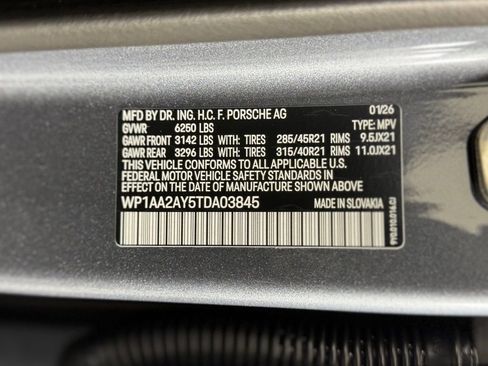 MFD BY DR. ING. H.C. F. PORSCHE AG 01/26
GVWR 6250 LBS TYPE: MPV
GAWR FRONT 3142 LBS WITH: TIRES 285/45R21 RIMS 9.5JX21
GAWR REAR 3296 LBS WITH: TIRES 315/40R21 RIMS 11.0JX21
THIS VEHICLE CONFORMS TO ALL APPLICABLE U.S.
FEDERAL MOTOR VEHICLE SAFETY STANDARDS IN
EFFECT ON THE DATE OF MANUFACTURE SHOWN ABOVE.
WP1AA2AY5TDA03845 MADE IN SLOVAKIA